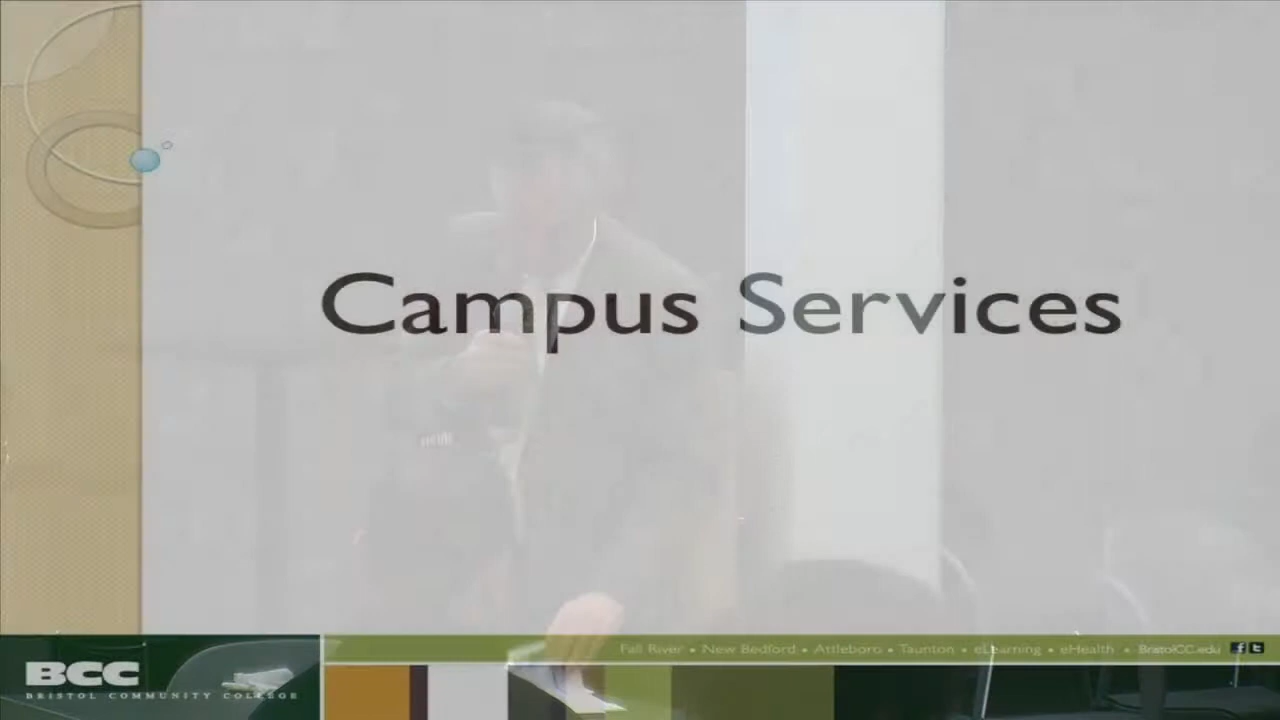 Campus Services
Fall River • New Bedford • Attleboro • Taunton • eLearning • eHealth • BristolCC.edu
BCC
BRISTOL COMMUNITY COLLEGE